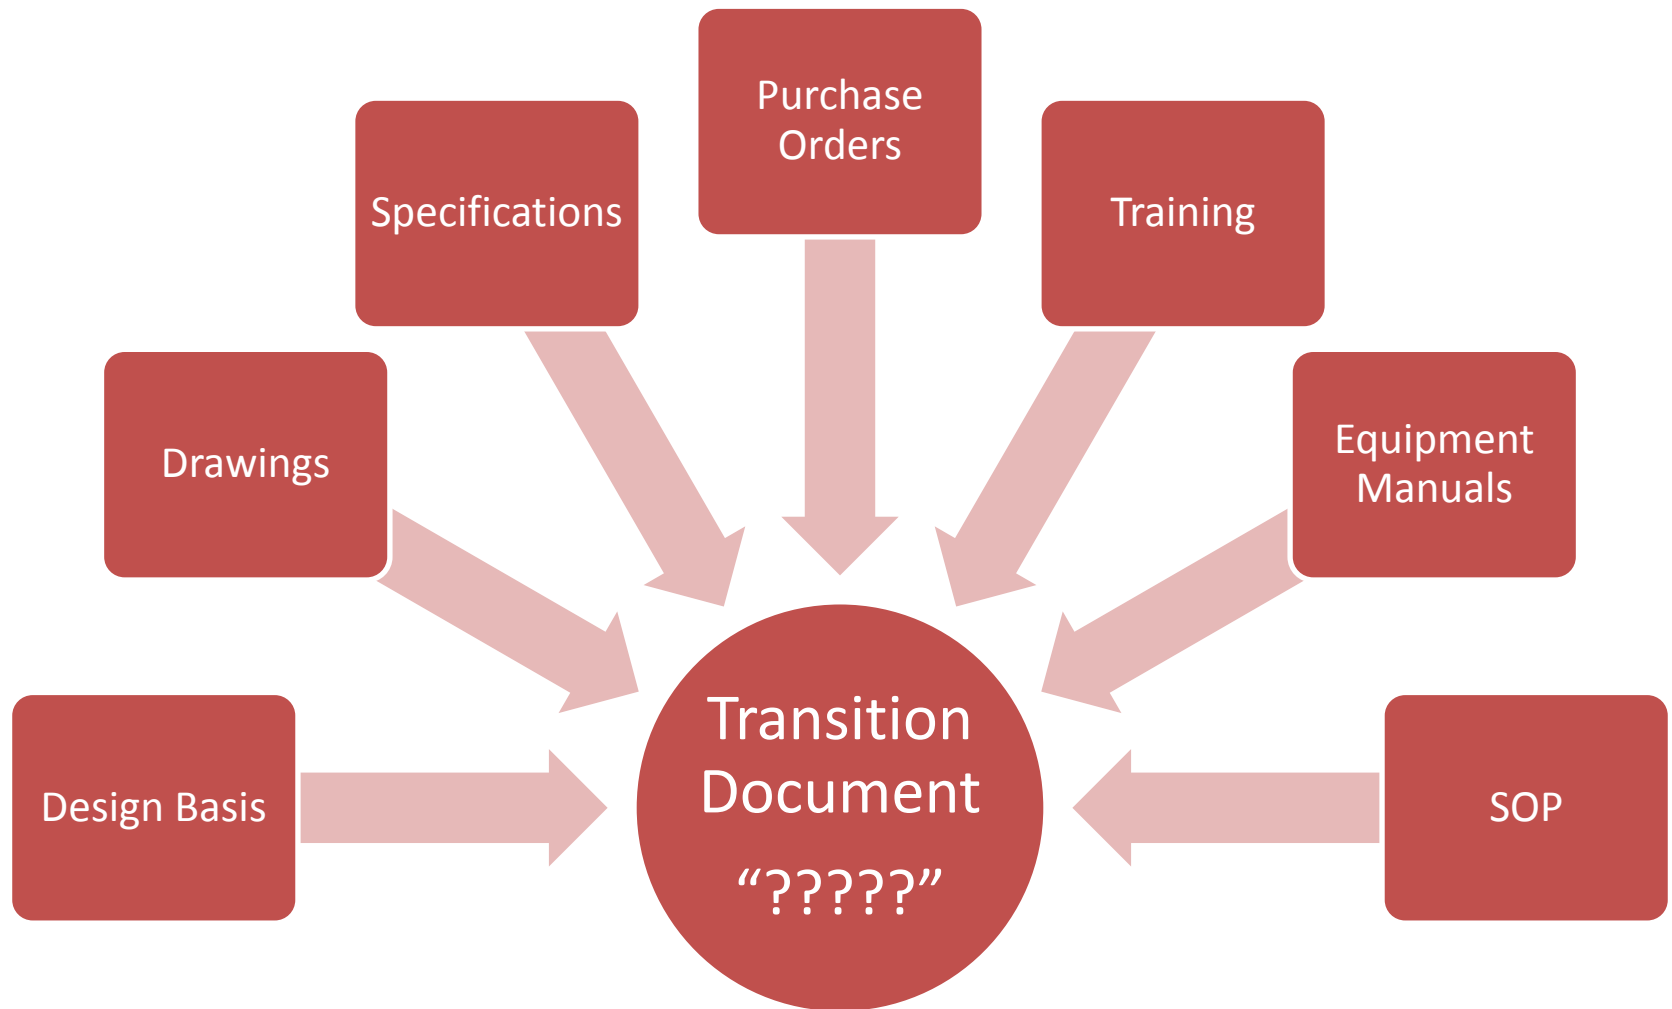 Purchase
Orders
Specifications
Training
Drawings
Equipment
Manuals
Design Basis
Transition
Document
“?????”
SOP